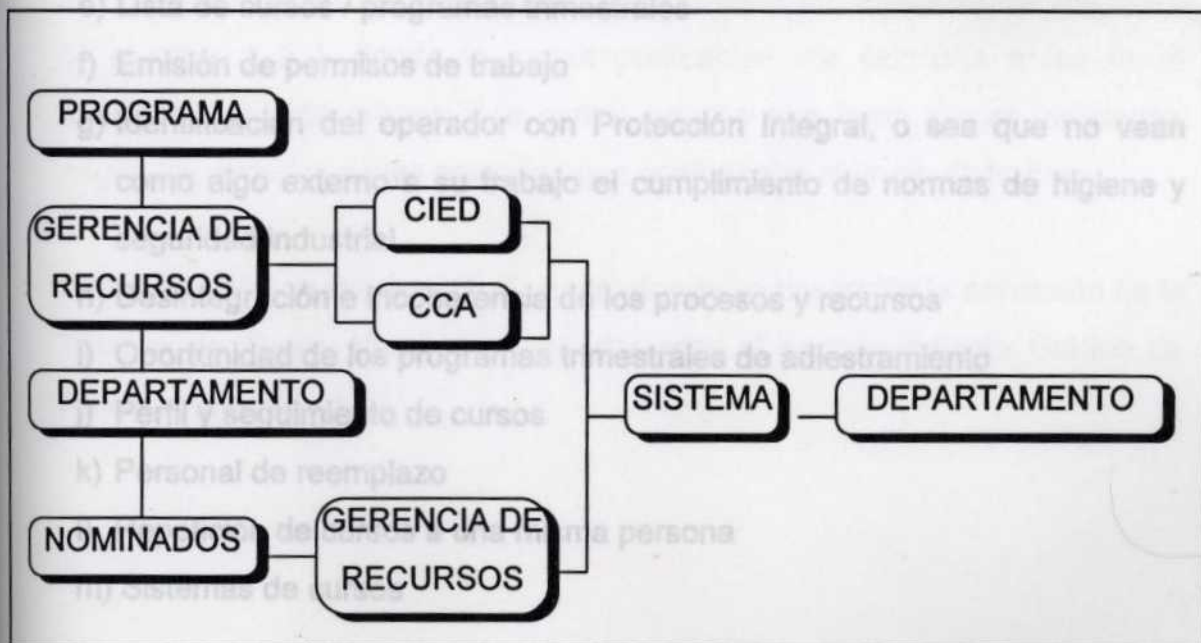 e) Lista de cursos / programas trimestrales
f) Emisión de permisos de trabajo
PROGRAMA
g) Identificación del operador con Protección Integral, o sea que no vean
como algo externo a su trabajo el cumplimiento de normas de higiene y
CIED
GERENCIA DE
RECURSOS
industrial
CCA
h) Desintegración e incoherencia de los procesos y recursos
i) Oportunidad de los programas trimestrales de adiestramiento
DEPARTAMENTO
SISTEMA
DEPARTAMENTO
j) Perfil y seguimiento de cursos
k) Personal de reemplazo
NOMINADOS
GERENCIA DE
RECURSOS
de cursos a una misma persona
m) Sistemas de cursos